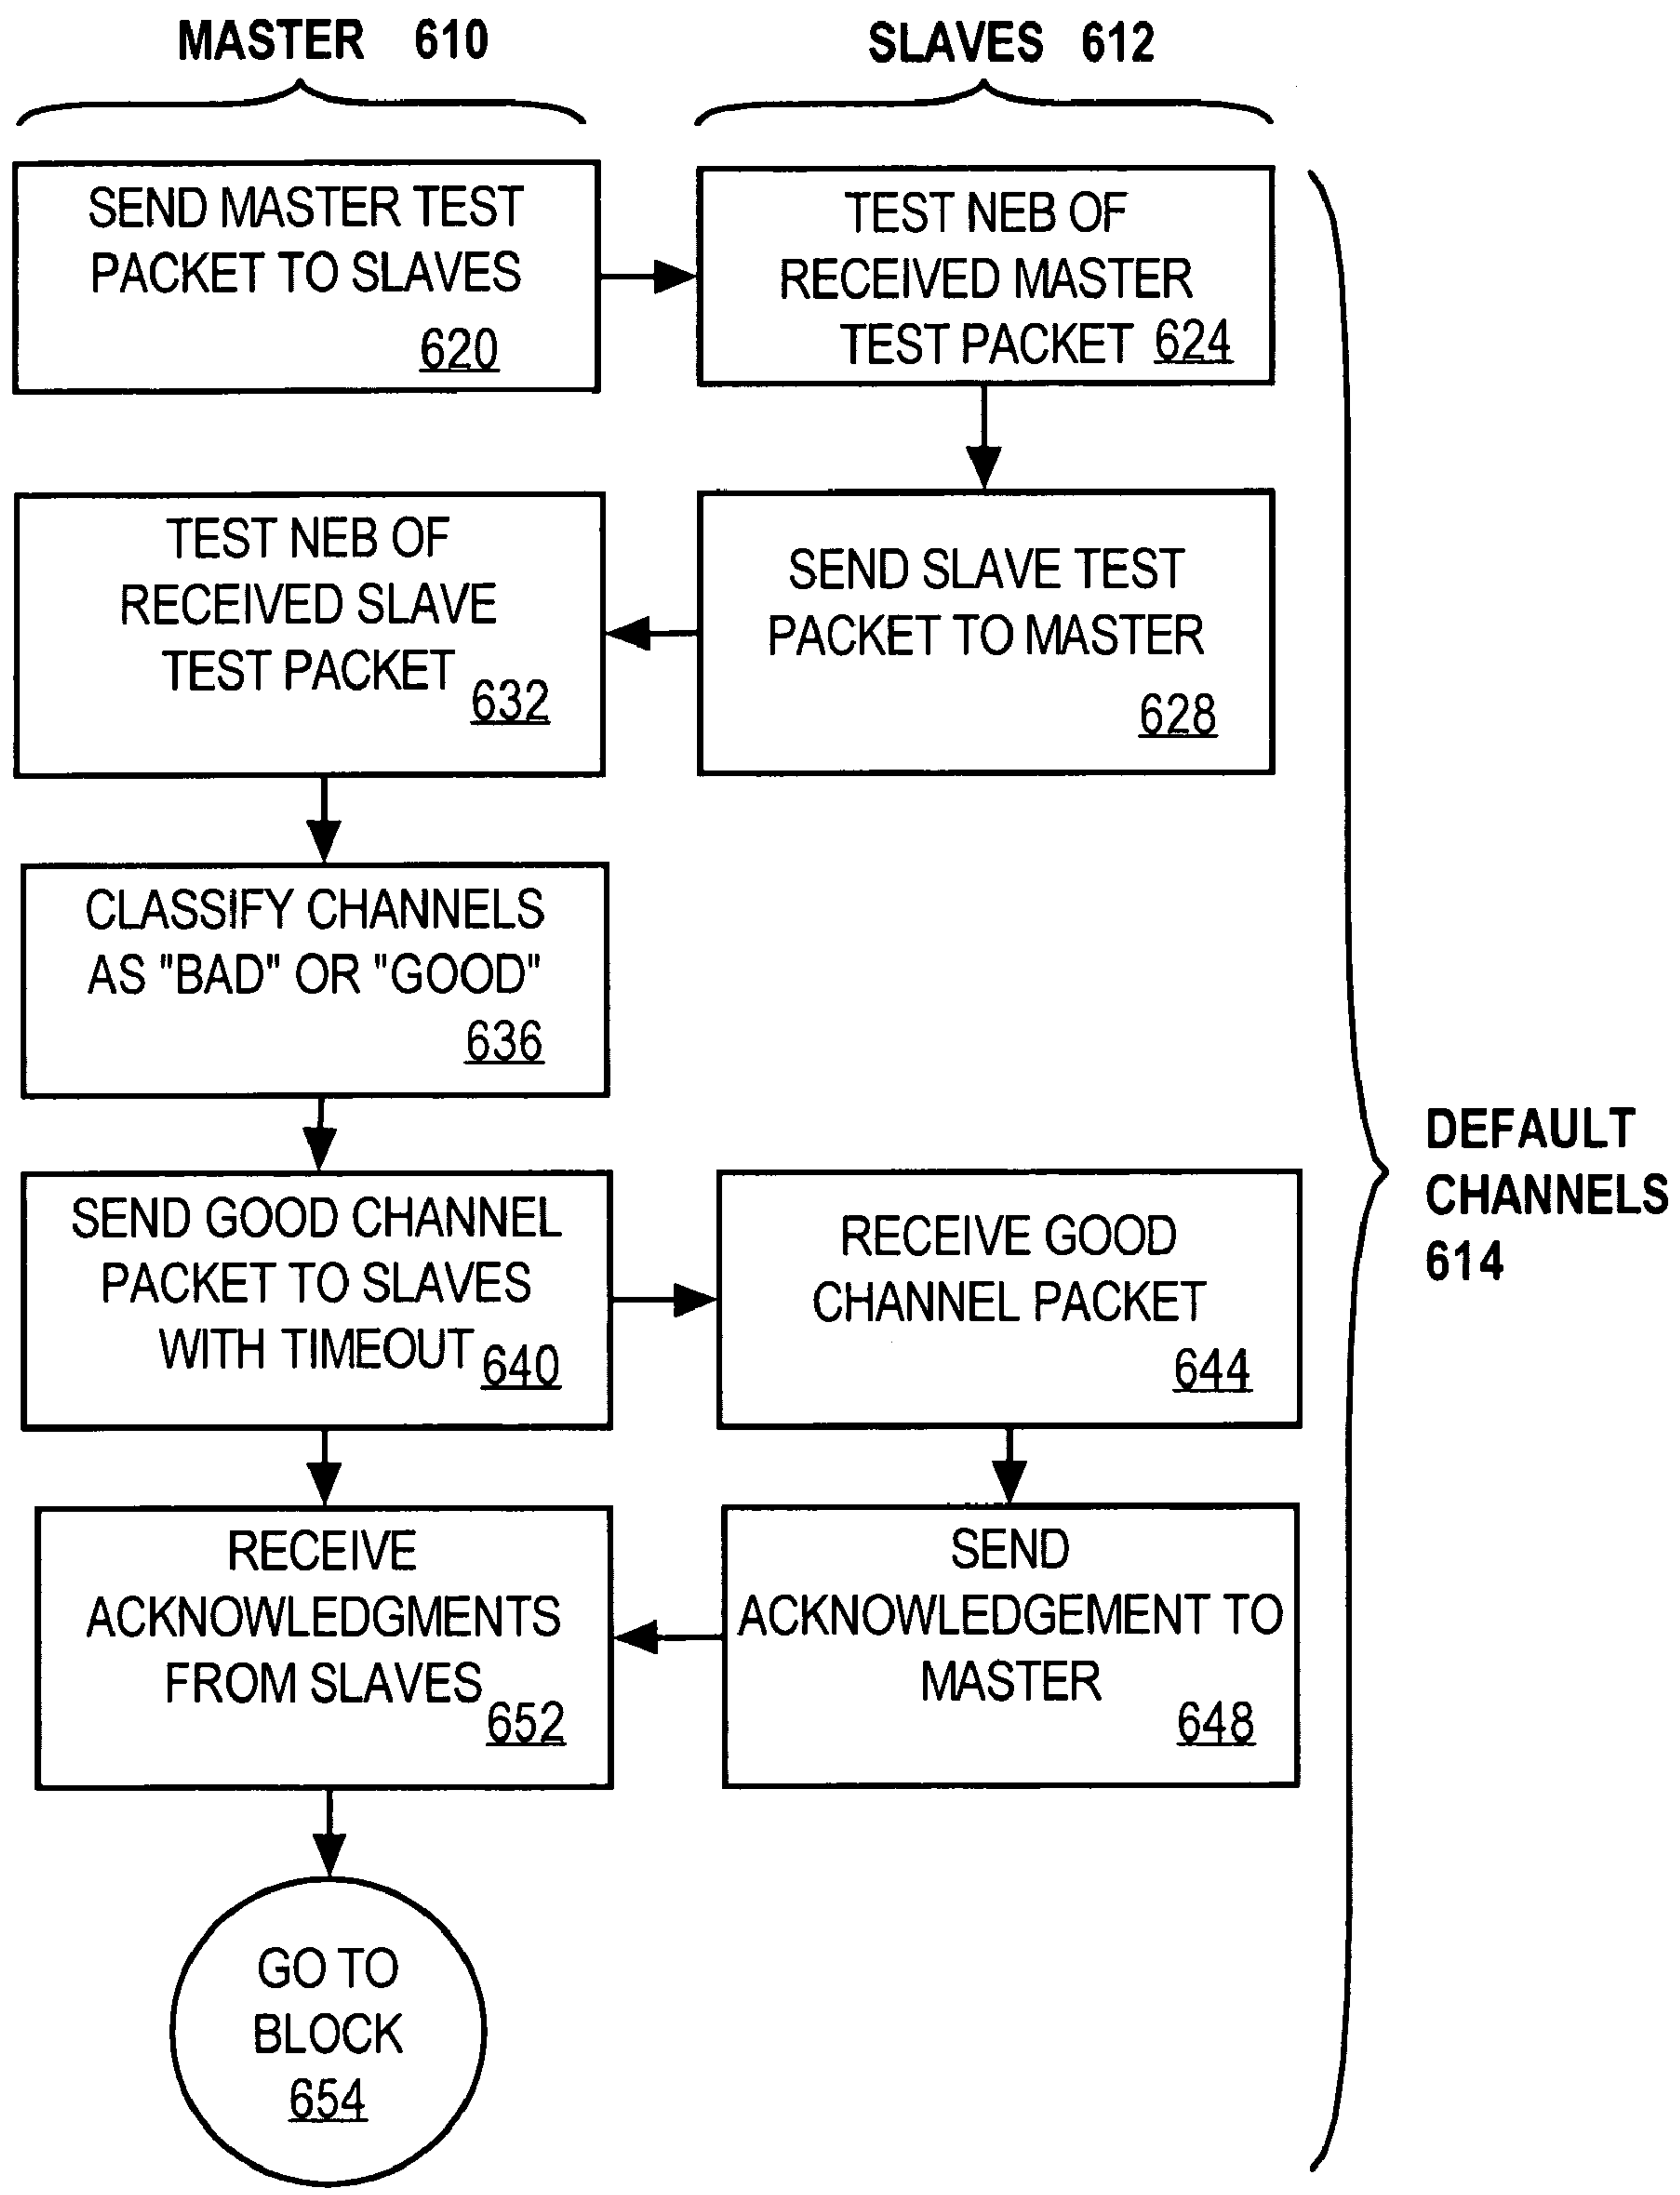 MASTER 610
SLAVES 612
SEND MASTER TEST
PACKET TO SLAVES
620
TEST NEB OF
RECEIVED MASTER
TEST PACKET 624
TEST NEB OF
RECEIVED SLAVE
TEST PACKET
632
SEND SLAVE TEST
PACKET TO MASTER
628
CLASSIFY CHANNELS
AS "BAD" OR "GOOD"
636
DEFAULT
CHANNELS
614
SEND GOOD CHANNEL
PACKET TO SLAVES
WITH TIMEOUT 640
RECEIVE GOOD
CHANNEL PACKET
644
RECEIVE
ACKNOWLEDGMENTS
FROM SLAVES
652
SEND
ACKNOWLEDGEMENT TO
MASTER
648
GO TO
BLOCK
654